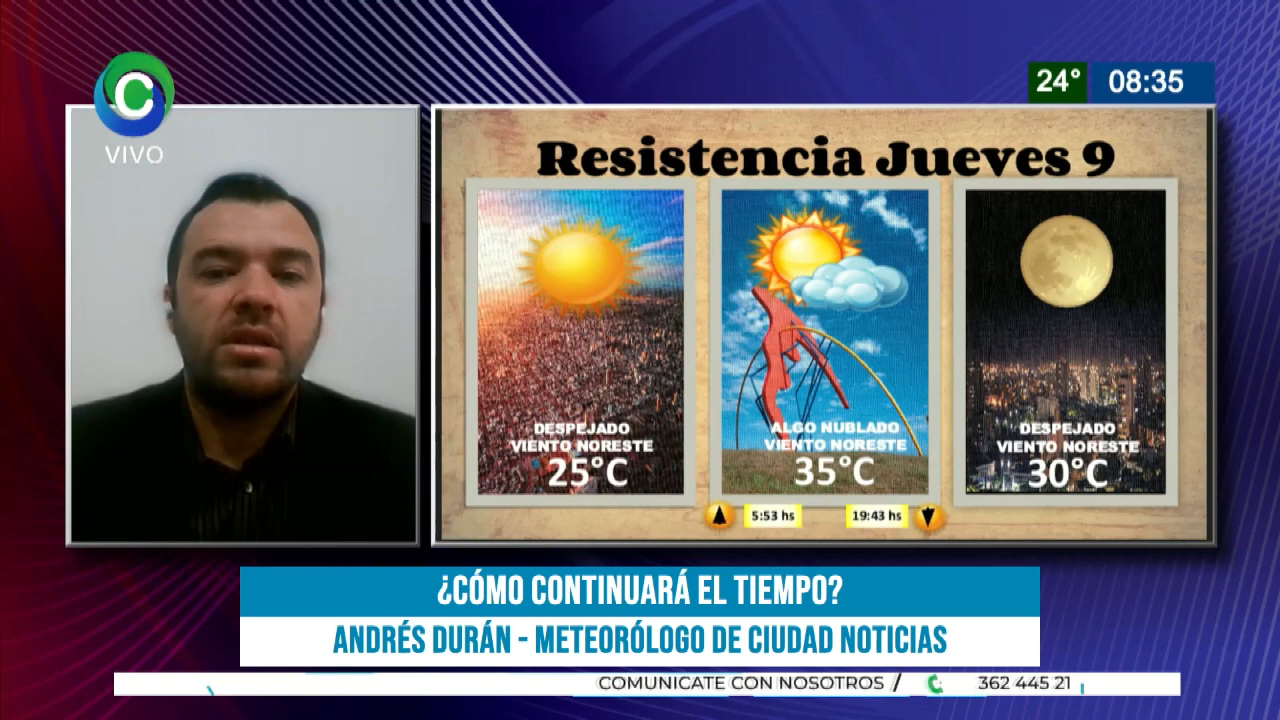 C
VIVO
24°
08:35
Resistencia Jueves 9
DESPEJADO
VIENTO NORESTE
25°C
ALGO NUBLADO
VIENTO NORESTE
35°C
DESPEJADO
VIENTO NORESTE
30°C
5:53 hs
19:43 hs
¿CÓMO CONTINUARÁ EL TIEMPO?
ANDRÉS DURÁN - METEORÓLOGO DE CIUDAD NOTICIAS
COMUNICATE CON NOSOTROS / 362 445 21